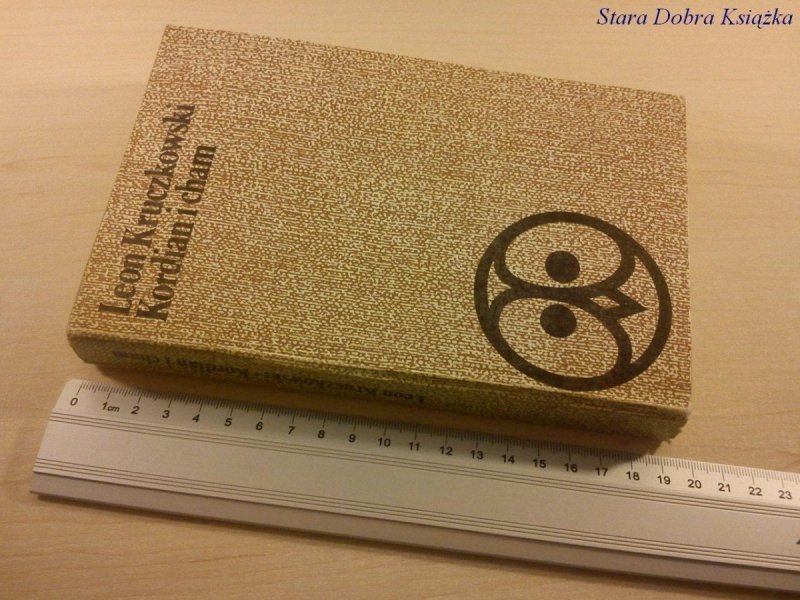 Stara Dobra Książka
Leon Kruczkowski
Kordian i cham
Leon Kruczkowski · Kordian i cham
0 1cm 2 3 4 5 6 7 8 9 10 11 12 13 14 15 16 17 18 19 20 21 22 23